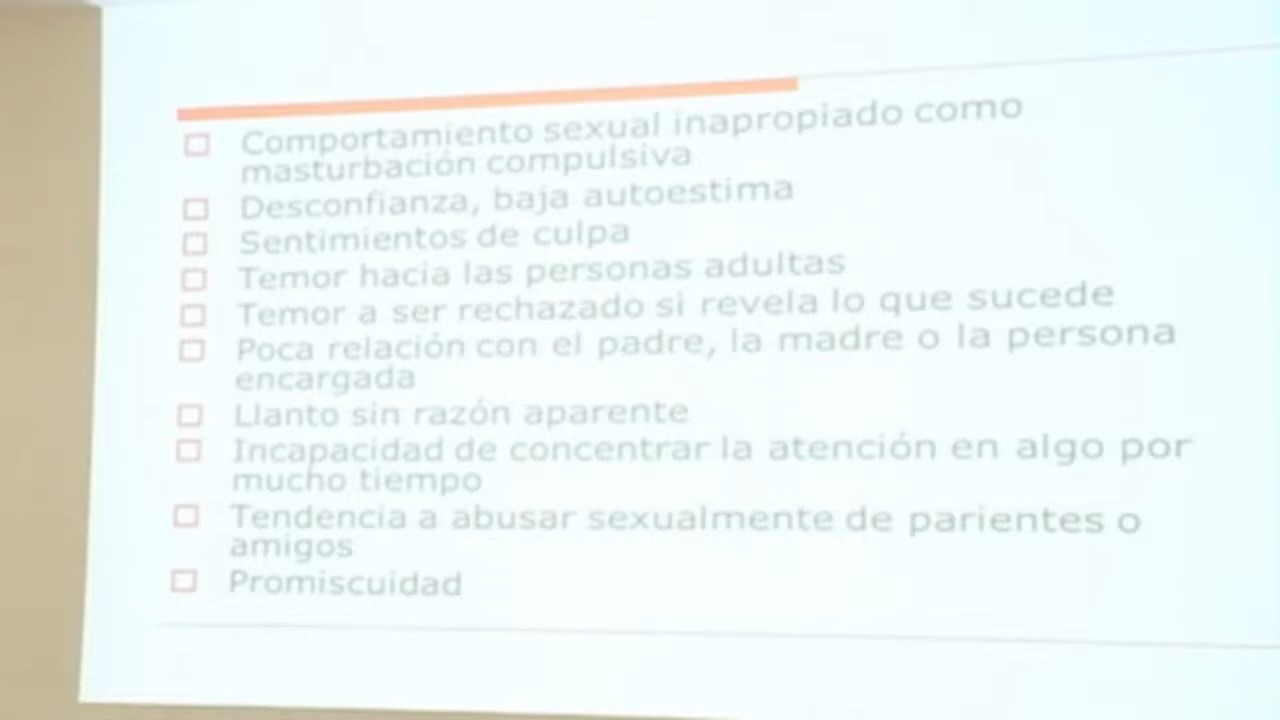 Comportamiento sexual inapropiado como
masturbación compulsiva
Desconfianza, baja autoestima
Sentimientos de culpa
Temor hacia las personas adultas
Temor a ser rechazado si revela lo que sucede
Poca relación con el padre, la madre o la persona
encargada
Llanto sin razón aparente
Incapacidad de concentrar la atención en algo por
mucho tiempo
Tendencia a abusar sexualmente de parientes o
amigos
Promiscuidad